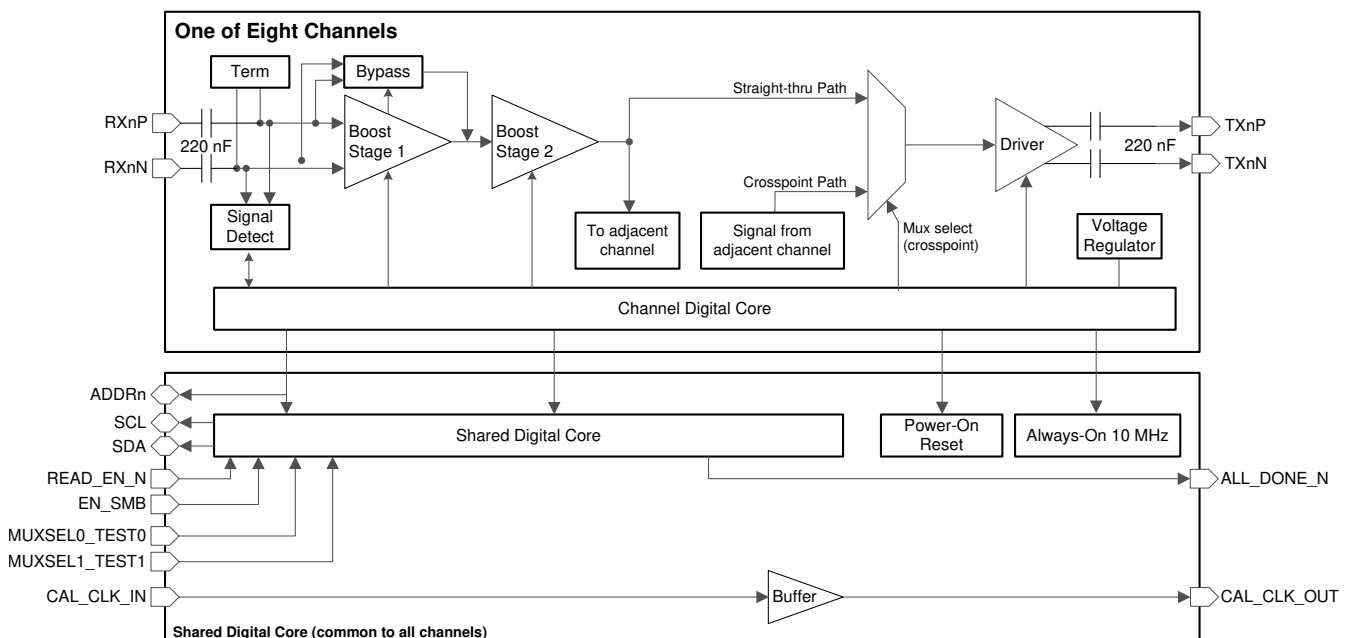 One of Eight Channels
Term
Bypass
RXnP
220 nF
RXnN
Boost
Stage 1
Boost
Stage 2
Straight-thru Path
Crosspoint Path
Driver
220 nF
TXnP
TXnN
Signal
Detect
To adjacent
channel
Signal from
adjacent channel
Mux select
(crosspoint)
Voltage
Regulator
Channel Digital Core
ADDRn
SCL
SDA
READ_EN_N
EN_SMB
MUXSEL0_TEST0
MUXSEL1_TEST1
CAL_CLK_IN
Shared Digital Core
Power-On
Reset
Always-On 10 MHz
ALL_DONE_N
Buffer
CAL_CLK_OUT
Shared Digital Core (common to all channels)